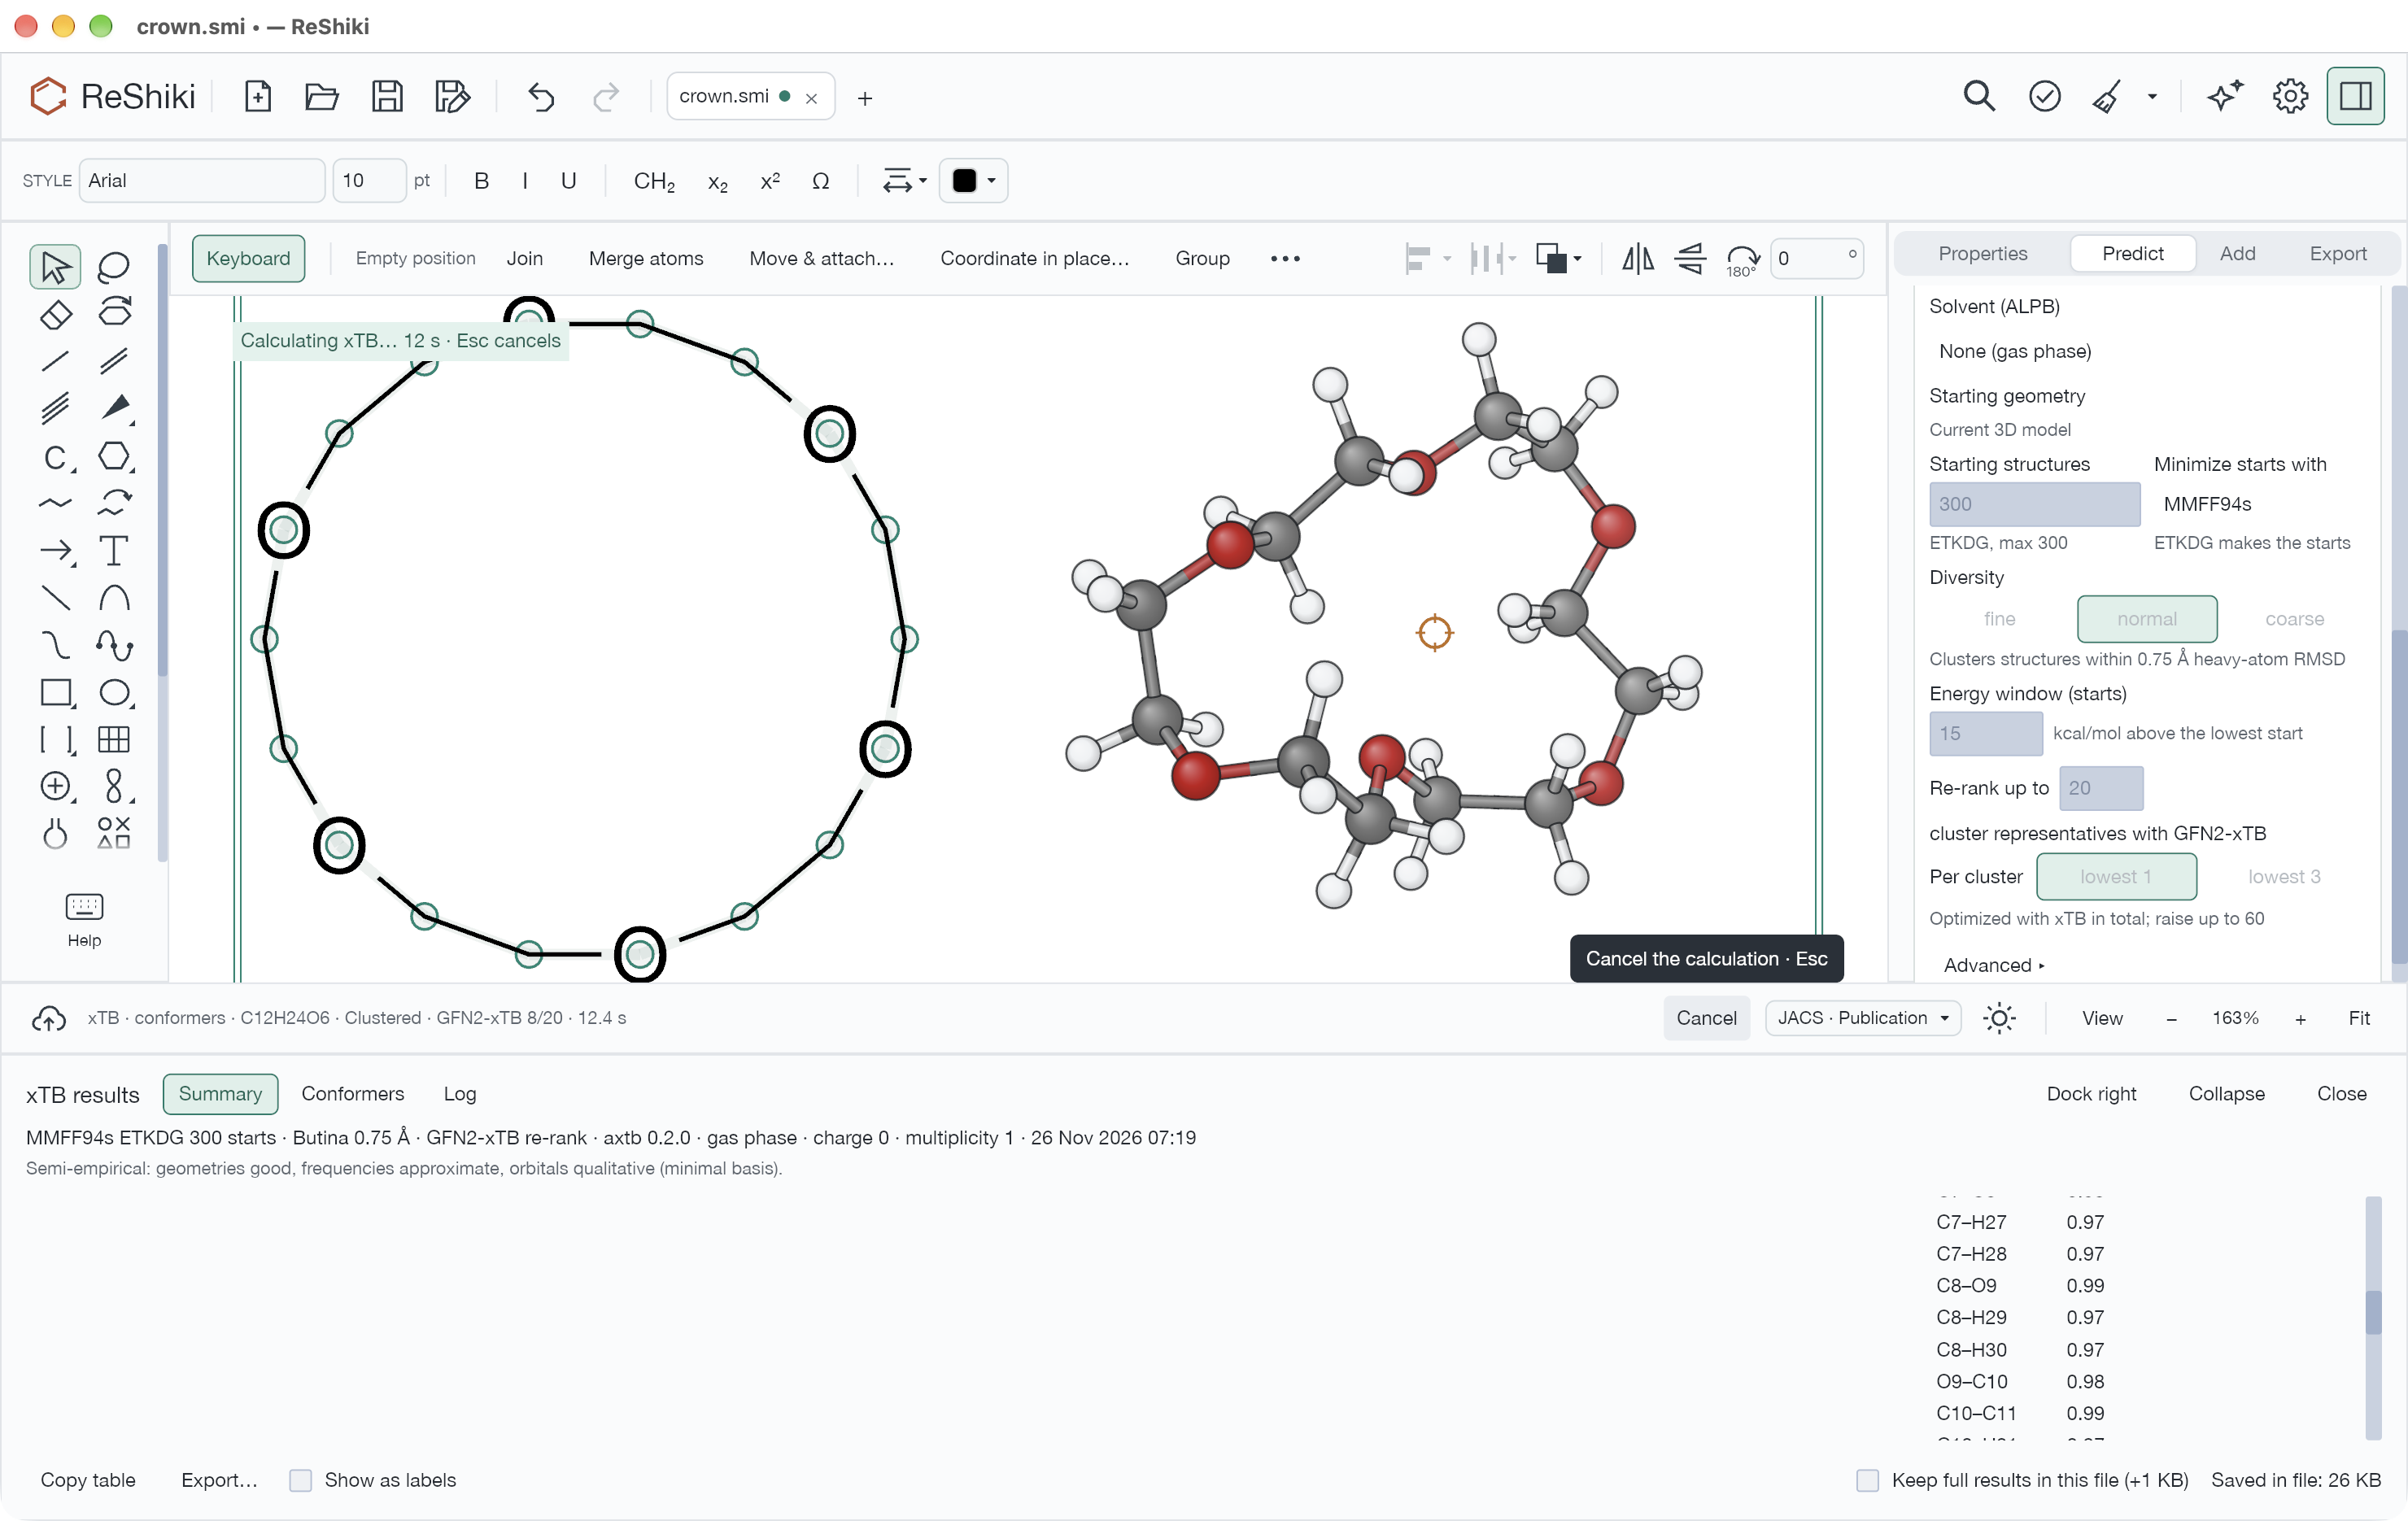 crown.smi • — ReShiki
ReShiki
crown.smi
STYLE Arial 10 pt B I U CH₂ x₂ x² Ω
Keyboard Empty position Join Merge atoms Move & attach... Coordinate in place... Group
180° 0 °
Properties Predict Add Export
Calculating xTB... 12 s · Esc cancels
O
O
O
O
O
O
C
T
Help
Solvent (ALPB)
None (gas phase)
Starting geometry
Current 3D model
Starting structures Minimize starts with
300 MMFF94s
ETKDG, max 300 ETKDG makes the starts
Diversity
fine normal coarse
Clusters structures within 0.75 Å heavy-atom RMSD
Energy window (starts)
15 kcal/mol above the lowest start
Re-rank up to 20
cluster representatives with GFN2-xTB
Per cluster lowest 1 lowest 3
Optimized with xTB in total; raise up to 60
Advanced
Cancel the calculation · Esc
xTB · conformers · C12H24O6 · Clustered · GFN2-xTB 8/20 · 12.4 s
Cancel JACS · Publication View − 163% + Fit
xTB results Summary Conformers Log Dock right Collapse Close
MMFF94s ETKDG 300 starts · Butina 0.75 Å · GFN2-xTB re-rank · axtb 0.2.0 · gas phase · charge 0 · multiplicity 1 · 26 Nov 2026 07:19
Semi-empirical: geometries good, frequencies approximate, orbitals qualitative (minimal basis).
C7–H27 0.97
C7–H28 0.97
C8–O9 0.99
C8–H29 0.97
C8–H30 0.97
O9–C10 0.98
C10–C11 0.99
Copy table Export... Show as labels
Keep full results in this file (+1 KB) Saved in file: 26 KB